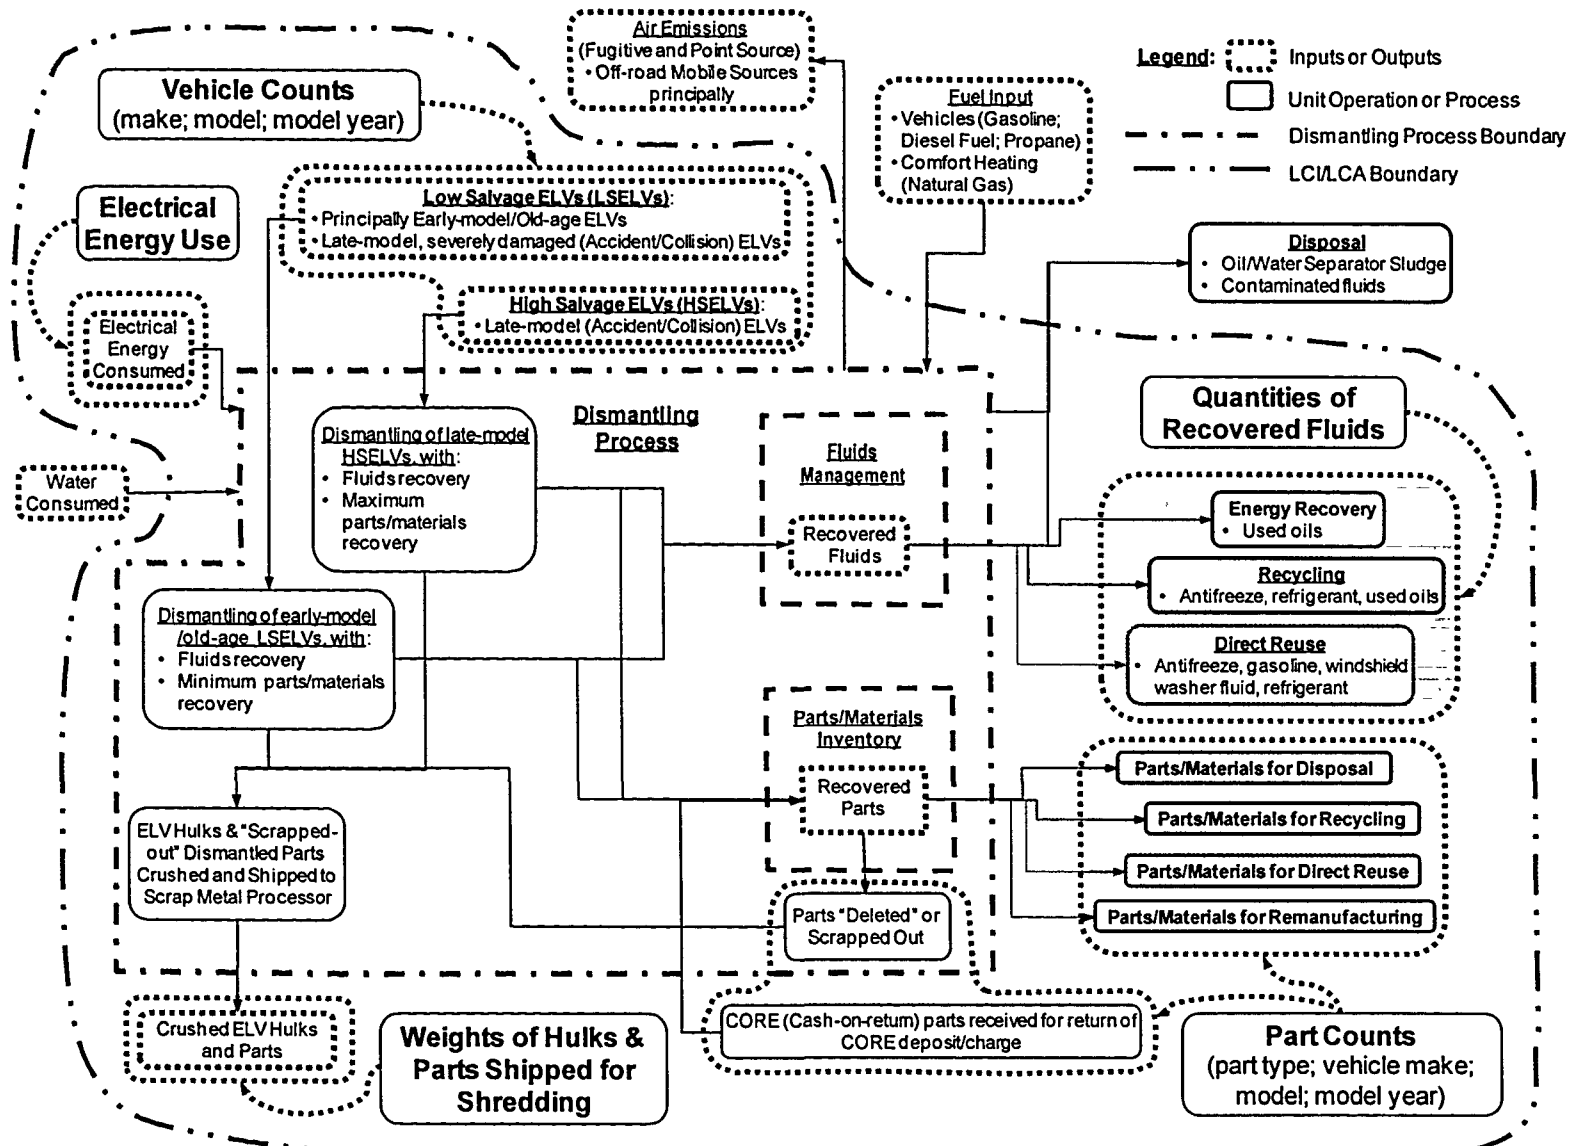 Air Emissions
(Fugitive and Point Source)
• Off-road Mobile Sources
principally
Legend:
Inputs or Outputs
Unit Operation or Process
Dismantling Process Boundary
LCI/LCA Boundary
Vehicle Counts
(make; model; model year)
Fuel Input
• Vehicles (Gasoline;
Diesel Fuel; Propane)
• Comfort Heating
(Natural Gas)
Low Salvage ELVs (LSELVs):
• Principally Early-model/Old-age ELVs
• Late-model, severely damaged (Accident/Collision) ELVs
Electrical
Energy Use
High Salvage ELVs (HSELVs):
• Late-model (Accident/Collision) ELVs
Disposal
• Oil/Water Separator Sludge
• Contaminated fluids
Electrical
Energy
Consumed
Water
Consumed
Dismantling
Process
Dismantling of late-model
HSELVs, with:
• Fluids recovery
• Maximum
parts/materials
recovery
Fluids
Management
Recovered
Fluids
Quantities of
Recovered Fluids
Energy Recovery
• Used oils
Recycling
• Antifreeze, refrigerant, used oils
Direct Reuse
• Antifreeze, gasoline, windshield
washer fluid, refrigerant
Dismantling of early-model
/old-age LSELVs, with:
• Fluids recovery
• Minimum parts/materials
recovery
Parts/Materials
Inventory
Recovered
Parts
Parts/Materials for Disposal
Parts/Materials for Recycling
Parts/Materials for Direct Reuse
Parts/Materials for Remanufacturing
ELV Hulks & "Scrapped-
out" Dismantled Parts
Crushed and Shipped to
Scrap Metal Processor
Parts "Deleted" or
Scrapped Out
Crushed ELV Hulks
and Parts
Weights of Hulks &
Parts Shipped for
Shredding
CORE (Cash-on-return) parts received for return of
CORE deposit/charge
Part Counts
(part type; vehicle make;
model; model year)